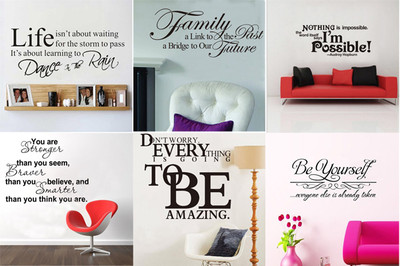 Life isn't about waiting
for the storm to pass
It's about learning to
Dance in the Rain
Family
a Link to the Past
a Bridge to Our Future
NOTHING is impossible.
the word itself
says I'm
Possible!
~Audrey Hepburn
You are
Stronger
than you seem,
Braver
than you believe, and
Smarter
than you think you are.
DON'T WORRY
EVERYTHING
IS GOING
TO BE
AMAZING.
Be Yourself
...everyone else is already taken